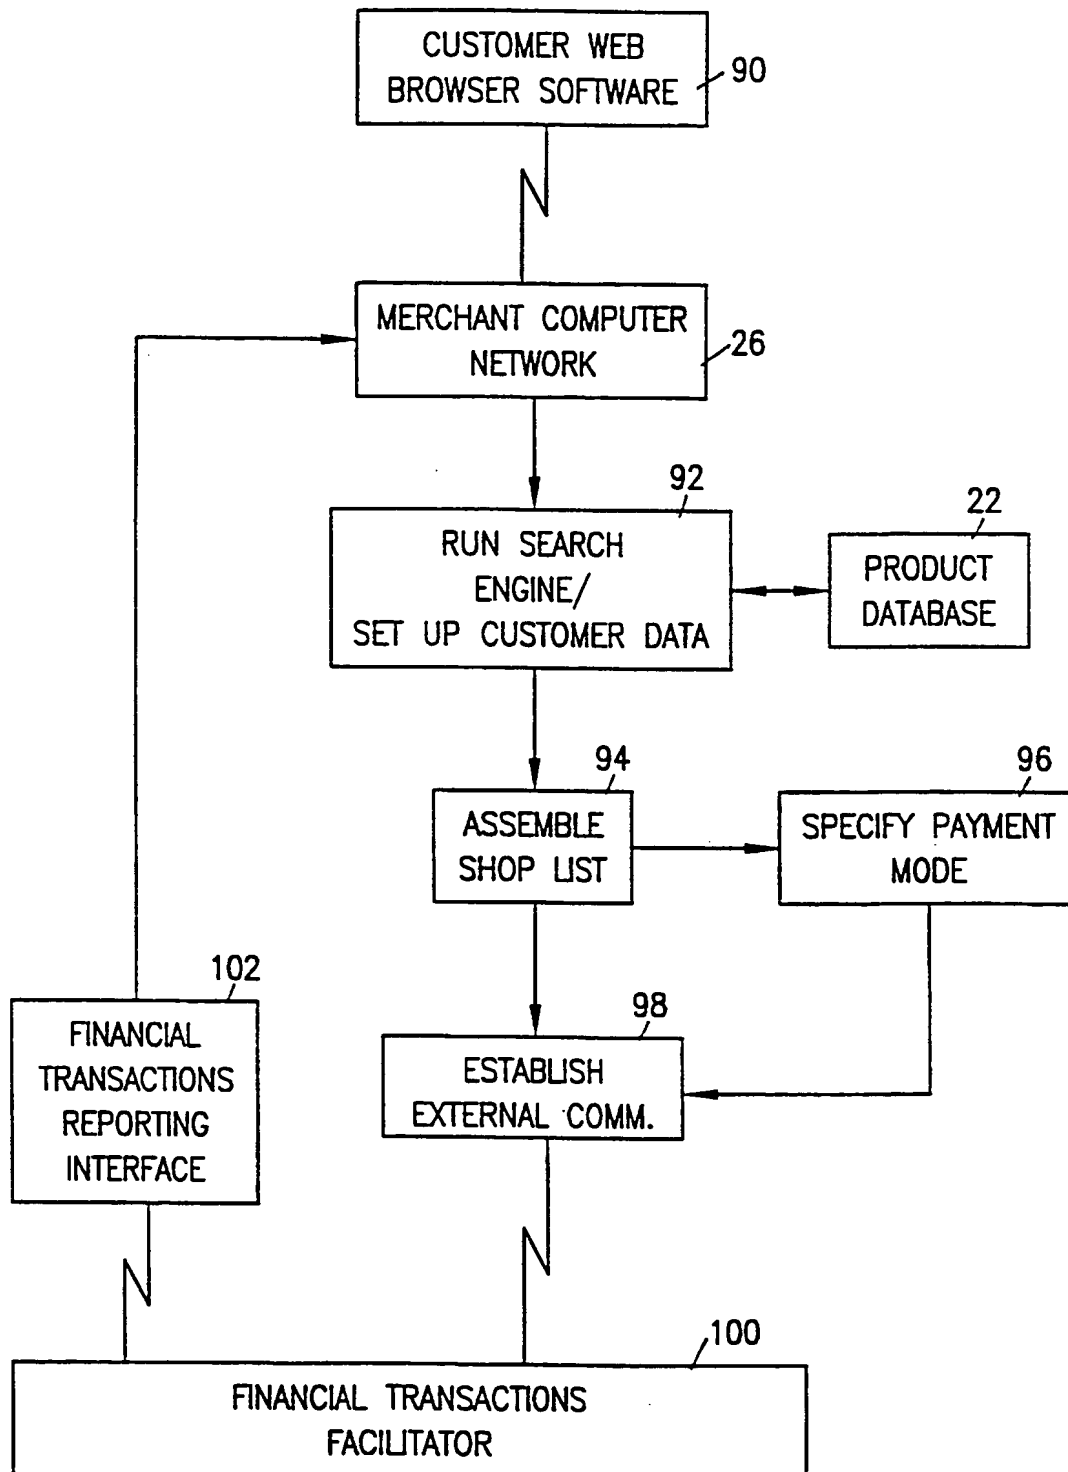 CUSTOMER WEB
BROWSER SOFTWARE
90
MERCHANT COMPUTER
NETWORK
26
92
RUN SEARCH
ENGINE/
SET UP CUSTOMER DATA
22
PRODUCT
DATABASE
94
ASSEMBLE
SHOP LIST
96
SPECIFY PAYMENT
MODE
102
FINANCIAL
TRANSACTIONS
REPORTING
INTERFACE
98
ESTABLISH
EXTERNAL COMM.
100
FINANCIAL TRANSACTIONS
FACILITATOR